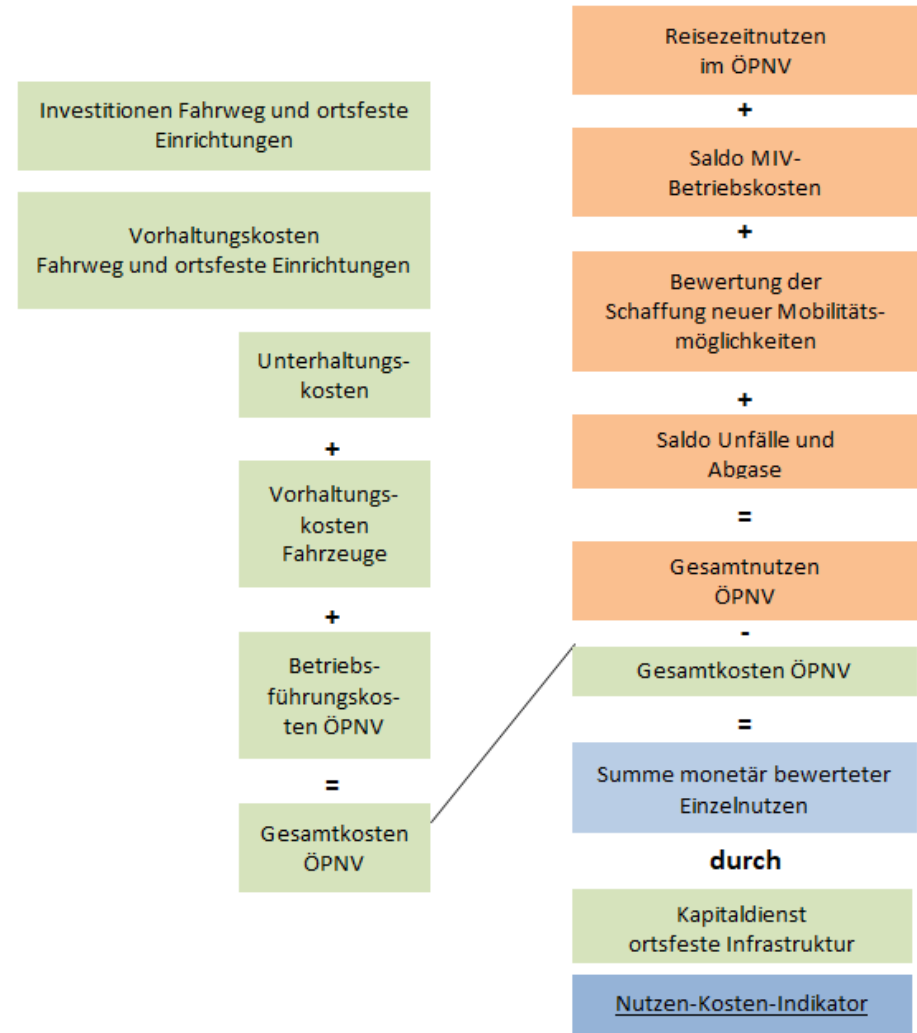 Investitionen Fahrweg und ortsfeste
Einrichtungen
Vorhaltungskosten
Fahrweg und ortsfeste Einrichtungen
Unterhaltungs-
kosten
+
Vorhaltungs-
kosten
Fahrzeuge
+
Betriebs-
führungskos-
ten ÖPNV
=
Gesamtkosten
ÖPNV
Reisezeitnutzen
im ÖPNV
+
Saldo MIV-
Betriebskosten
+
Bewertung der
Schaffung neuer Mobilitäts-
möglichkeiten
+
Saldo Unfälle und
Abgase
=
Gesamtnutzen
ÖPNV
-
Gesamtkosten ÖPNV
=
Summe monetär bewerteter
Einzelnutzen
durch
Kapitaldienst
ortsfeste Infrastruktur
Nutzen-Kosten-Indikator